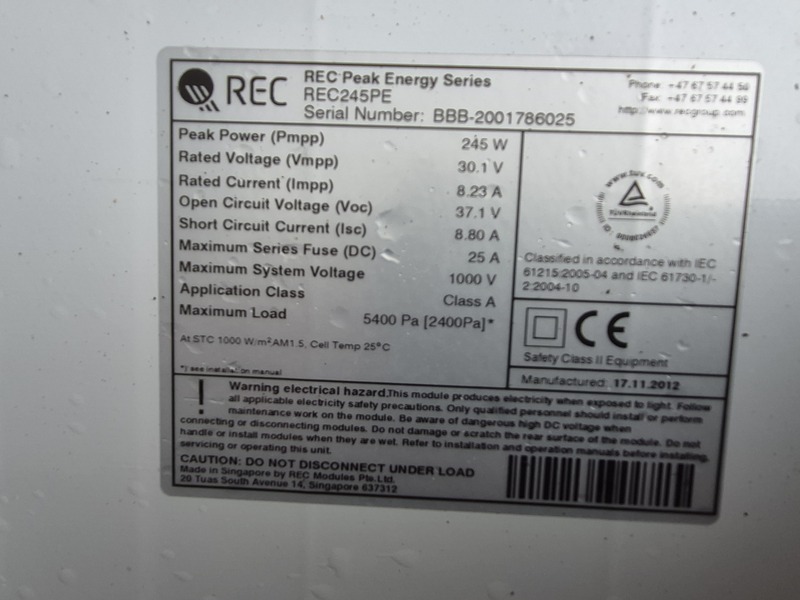 REC
REC Peak Energy Series
REC245PE
Serial Number: BBB-2001786025
Phone: +47 67 57 44 50
Fax: +47 67 57 44 99
http://www.recgroup.com
Peak Power (Pmpp) 245 W
Rated Voltage (Vmpp) 30.1 V
Rated Current (Impp) 8.23 A
Open Circuit Voltage (Voc) 37.1 V
Short Circuit Current (Isc) 8.80 A
Maximum Series Fuse (DC) 25 A
Maximum System Voltage 1000 V
Application Class Class A
Maximum Load 5400 Pa [2400Pa]*
At STC 1000 W/m² AM1.5, Cell Temp 25°C
*) see installation manual
www.tuv.com
TÜVRheinland
Classified in accordance with IEC
61215:2005-04 and IEC 61730-1/-
2:2004-10
CE
Safety Class II Equipment
Manufactured: 17.11.2012
! Warning electrical hazard. This module produces electricity when exposed to light. Follow
all applicable electricity safety precautions. Only qualified personnel should install or perform
maintenance work on the module. Be aware of dangerous high DC voltage when
connecting or disconnecting modules. Do not damage or scratch the rear surface of the module. Do not
handle or install modules when they are wet. Refer to installation and operation manuals before installing,
servicing or operating this unit.
CAUTION: DO NOT DISCONNECT UNDER LOAD
Made in Singapore by REC Modules Pte.Ltd.
20 Tuas South Avenue 14, Singapore 637312